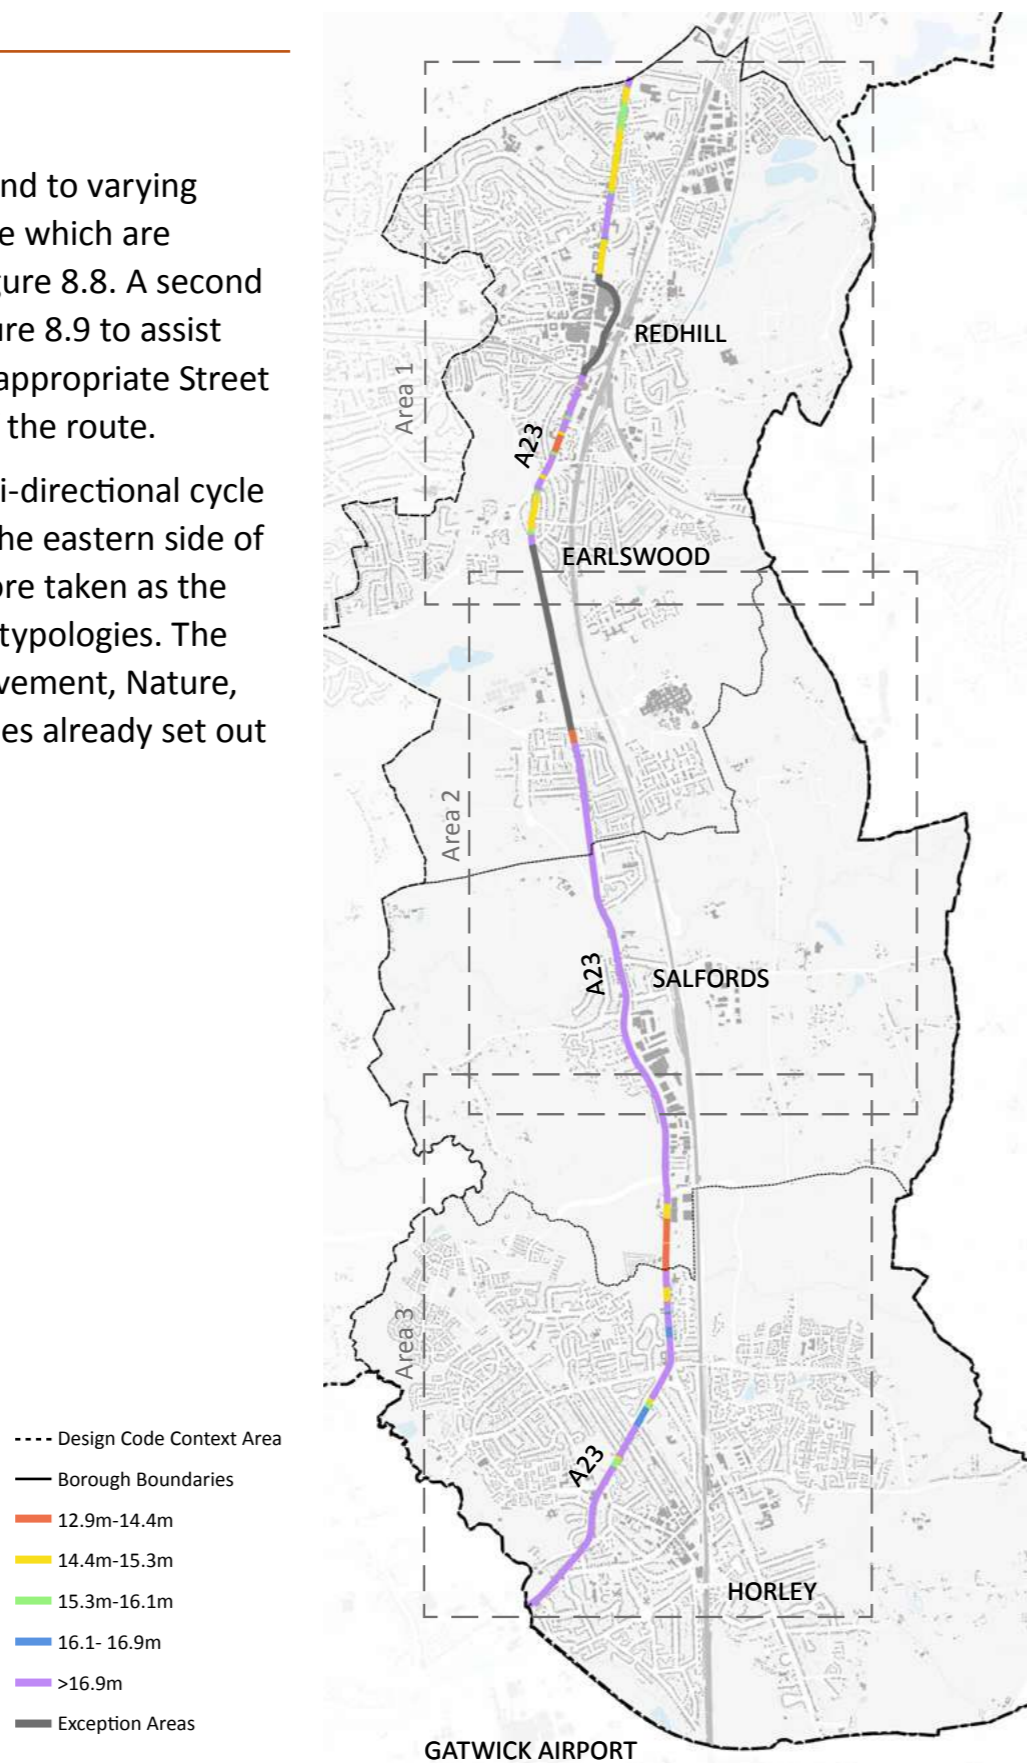 nd to varying
e which are
gure 8.8. A second
ure 8.9 to assist
appropriate Street
the route.
i-directional cycle
he eastern side of
ore taken as the
typologies. The
vement, Nature,
es already set out
REDHILL
Area 1
A23
EARLSWOOD
Area 2
A23
SALFORDS
Area 3
A23
HORLEY
GATWICK AIRPORT
Design Code Context Area
Borough Boundaries
12.9m-14.4m
14.4m-15.3m
15.3m-16.1m
16.1- 16.9m
>16.9m
Exception Areas